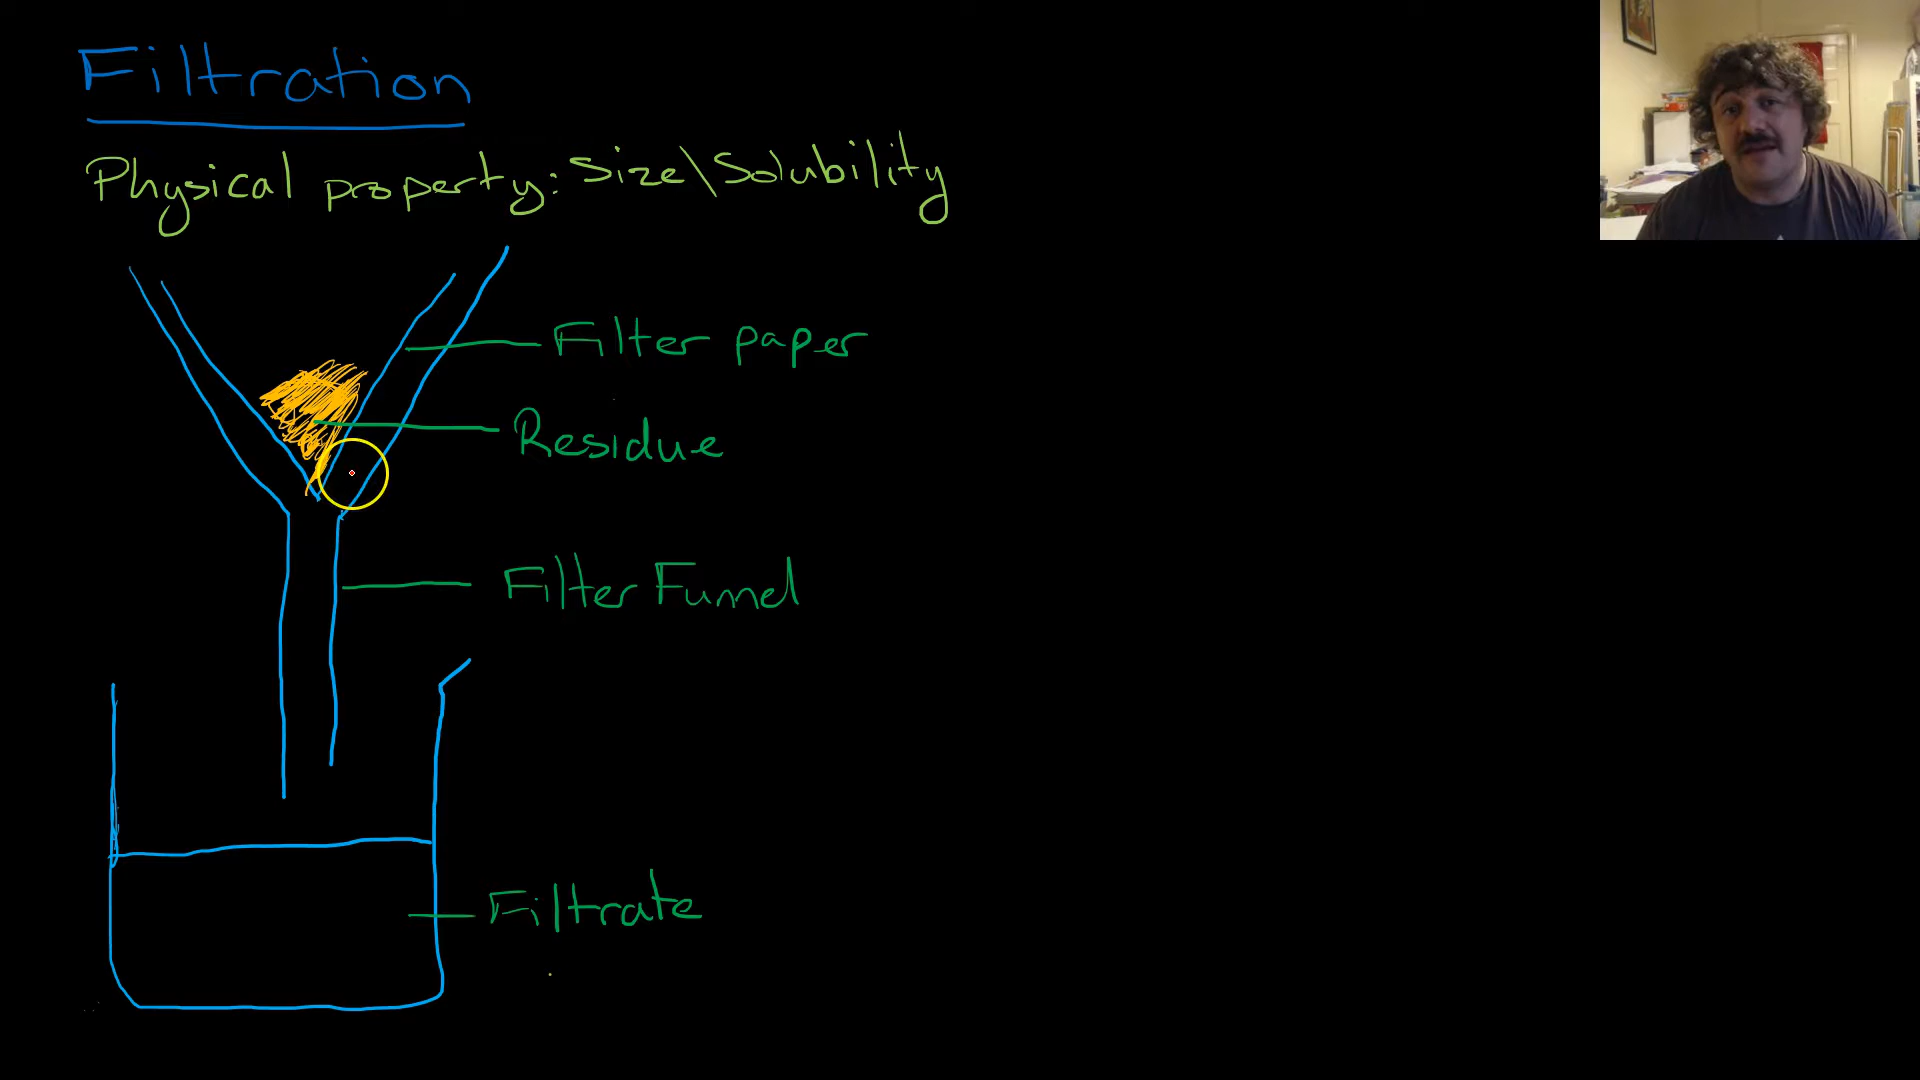 Filtration
Physical property: Size\Solubility
Filter paper
Residue
Filter Funnel
Filtrate